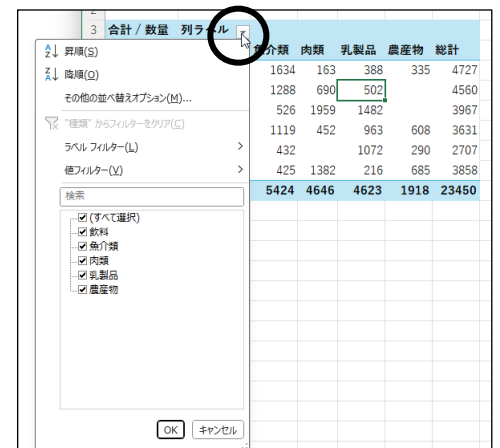 3 合計 / 数量 列ラベル
昇順(S)
降順(O)
その他の並べ替えオプション(M)...
"種類" からフィルターをクリア(C)
ラベル フィルター(L)
値フィルター(V)
検索
(すべて選択)
飲料
魚介類
肉類
乳製品
農産物
OK キャンセル
魚介類 肉類 乳製品 農産物 総計
1634 163 388 335 4727
1288 690 502 4560
526 1959 1482 3967
1119 452 963 608 3631
432 1072 290 2707
425 1382 216 685 3858
5424 4646 4623 1918 23450